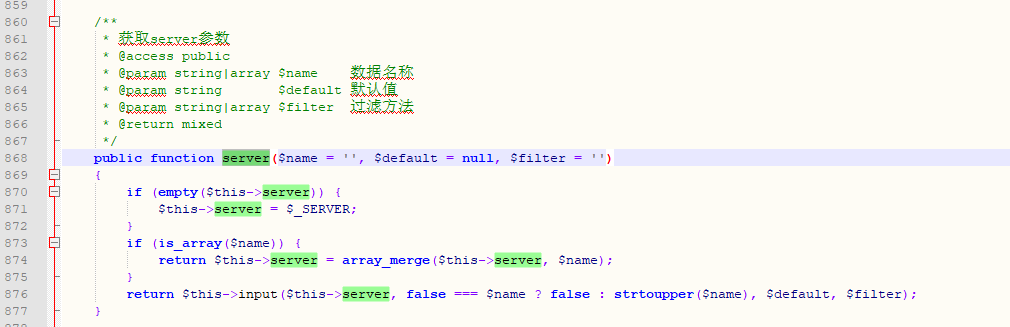 859
860 /**
861 * 获取server参数
862 * @access public
863 * @param string|array $name 数据名称
864 * @param string $default 默认值
865 * @param string|array $filter 过滤方法
866 * @return mixed
867 */
868 public function server($name = '', $default = null, $filter = '')
869 {
870 if (empty($this->server)) {
871 $this->server = $_SERVER;
872 }
873 if (is_array($name)) {
874 return $this->server = array_merge($this->server, $name);
875 }
876 return $this->input($this->server, false === $name ? false : strtoupper($name), $default, $filter);
877 }